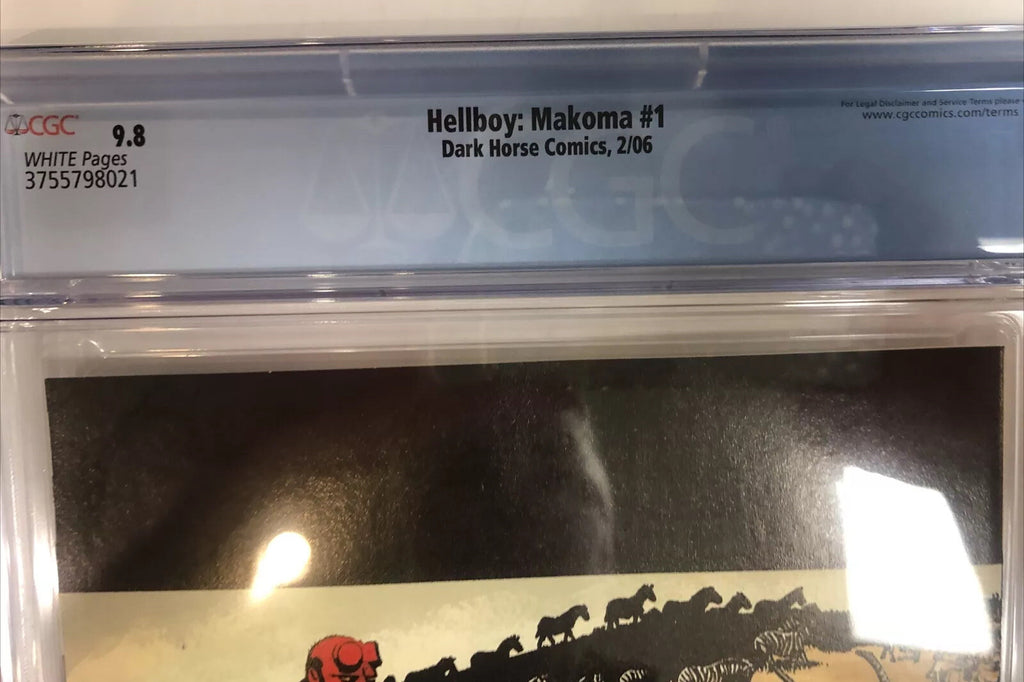 CGC 9.8
WHITE Pages
3755798021
Hellboy: Makoma #1
Dark Horse Comics, 2/06
For Legal Disclaimer and Service Terms please
www.cgccomics.com/terms
CGC